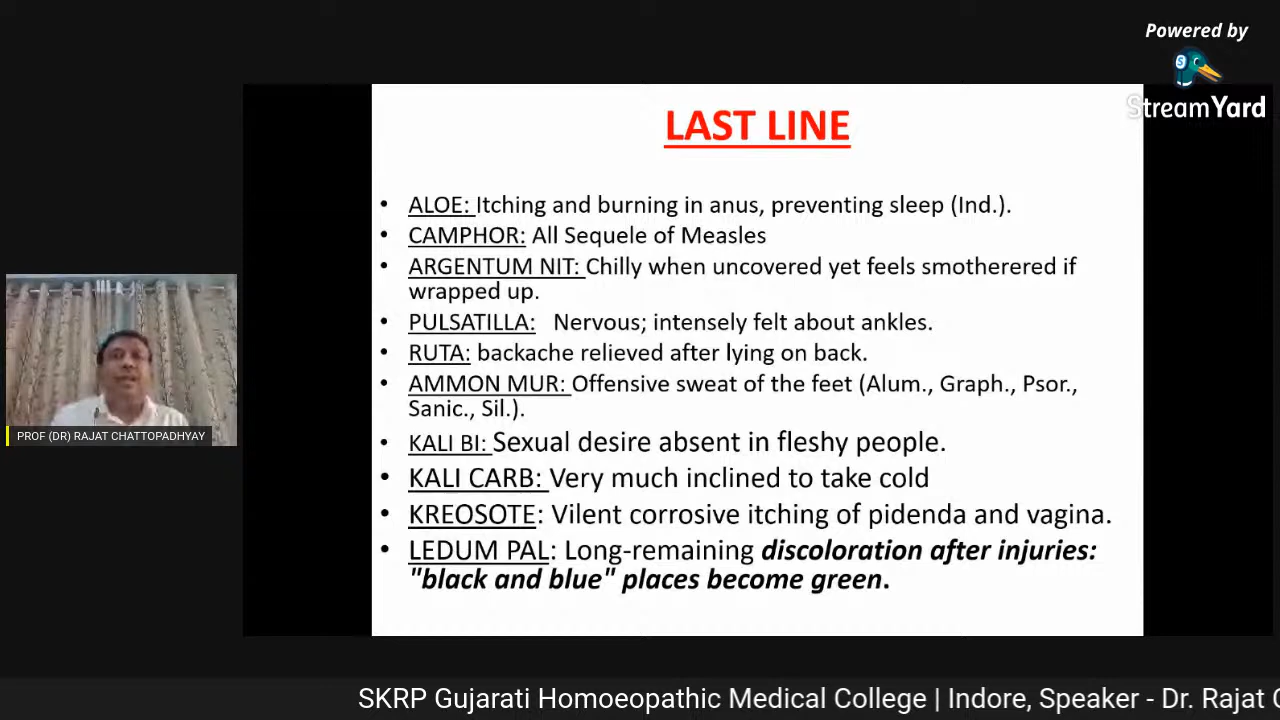 Powered by
StreamYard
LAST LINE
• ALOE: Itching and burning in anus, preventing sleep (Ind.).
• CAMPHOR: All Sequele of Measles
• ARGENTUM NIT: Chilly when uncovered yet feels smotherered if
wrapped up.
• PULSATILLA: Nervous; intensely felt about ankles.
• RUTA: backache relieved after lying on back.
• AMMON MUR: Offensive sweat of the feet (Alum., Graph., Psor.,
Sanic., Sil.).
• KALI BI: Sexual desire absent in fleshy people.
• KALI CARB: Very much inclined to take cold
• KREOSOTE: Vilent corrosive itching of pidenda and vagina.
• LEDUM PAL: Long-remaining discoloration after injuries:
"black and blue" places become green.
PROF (DR) RAJAT CHATTOPADHYAY
SKRP Gujarati Homoeopathic Medical College | Indore, Speaker - Dr. Rajat